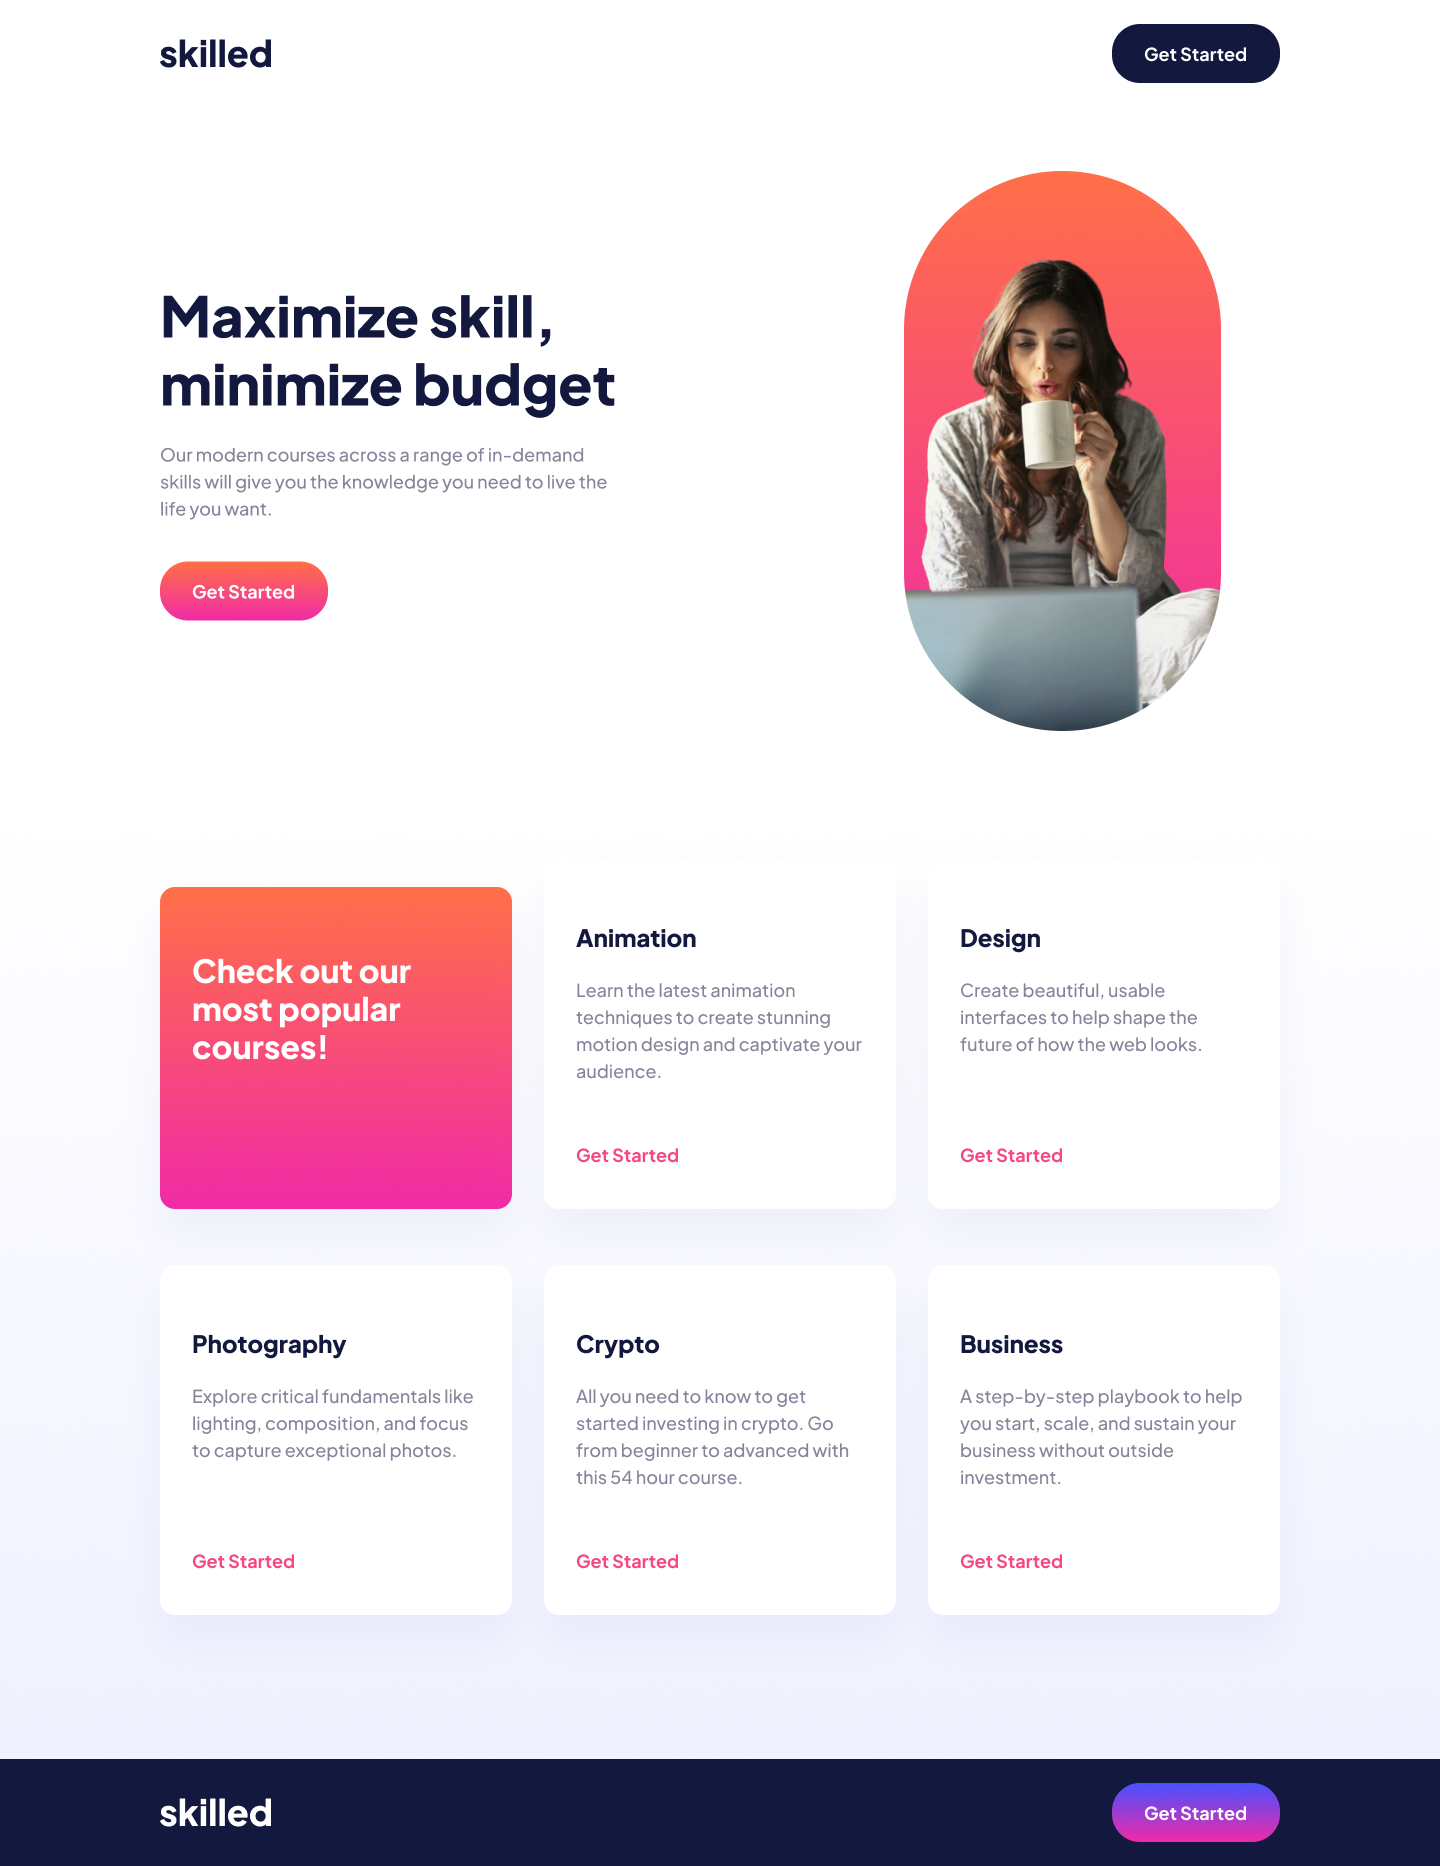 skilled
Get Started
Maximize skill,
minimize budget
Our modern courses across a range of in-demand
skills will give you the knowledge you need to live the
life you want.
Get Started
Check out our
most popular
courses!
Animation
Learn the latest animation
techniques to create stunning
motion design and captivate your
audience.
Get Started
Design
Create beautiful, usable
interfaces to help shape the
future of how the web looks.
Get Started
Photography
Explore critical fundamentals like
lighting, composition, and focus
to capture exceptional photos.
Get Started
Crypto
All you need to know to get
started investing in crypto. Go
from beginner to advanced with
this 54 hour course.
Get Started
Business
A step-by-step playbook to help
you start, scale, and sustain your
business without outside
investment.
Get Started
skilled
Get Started